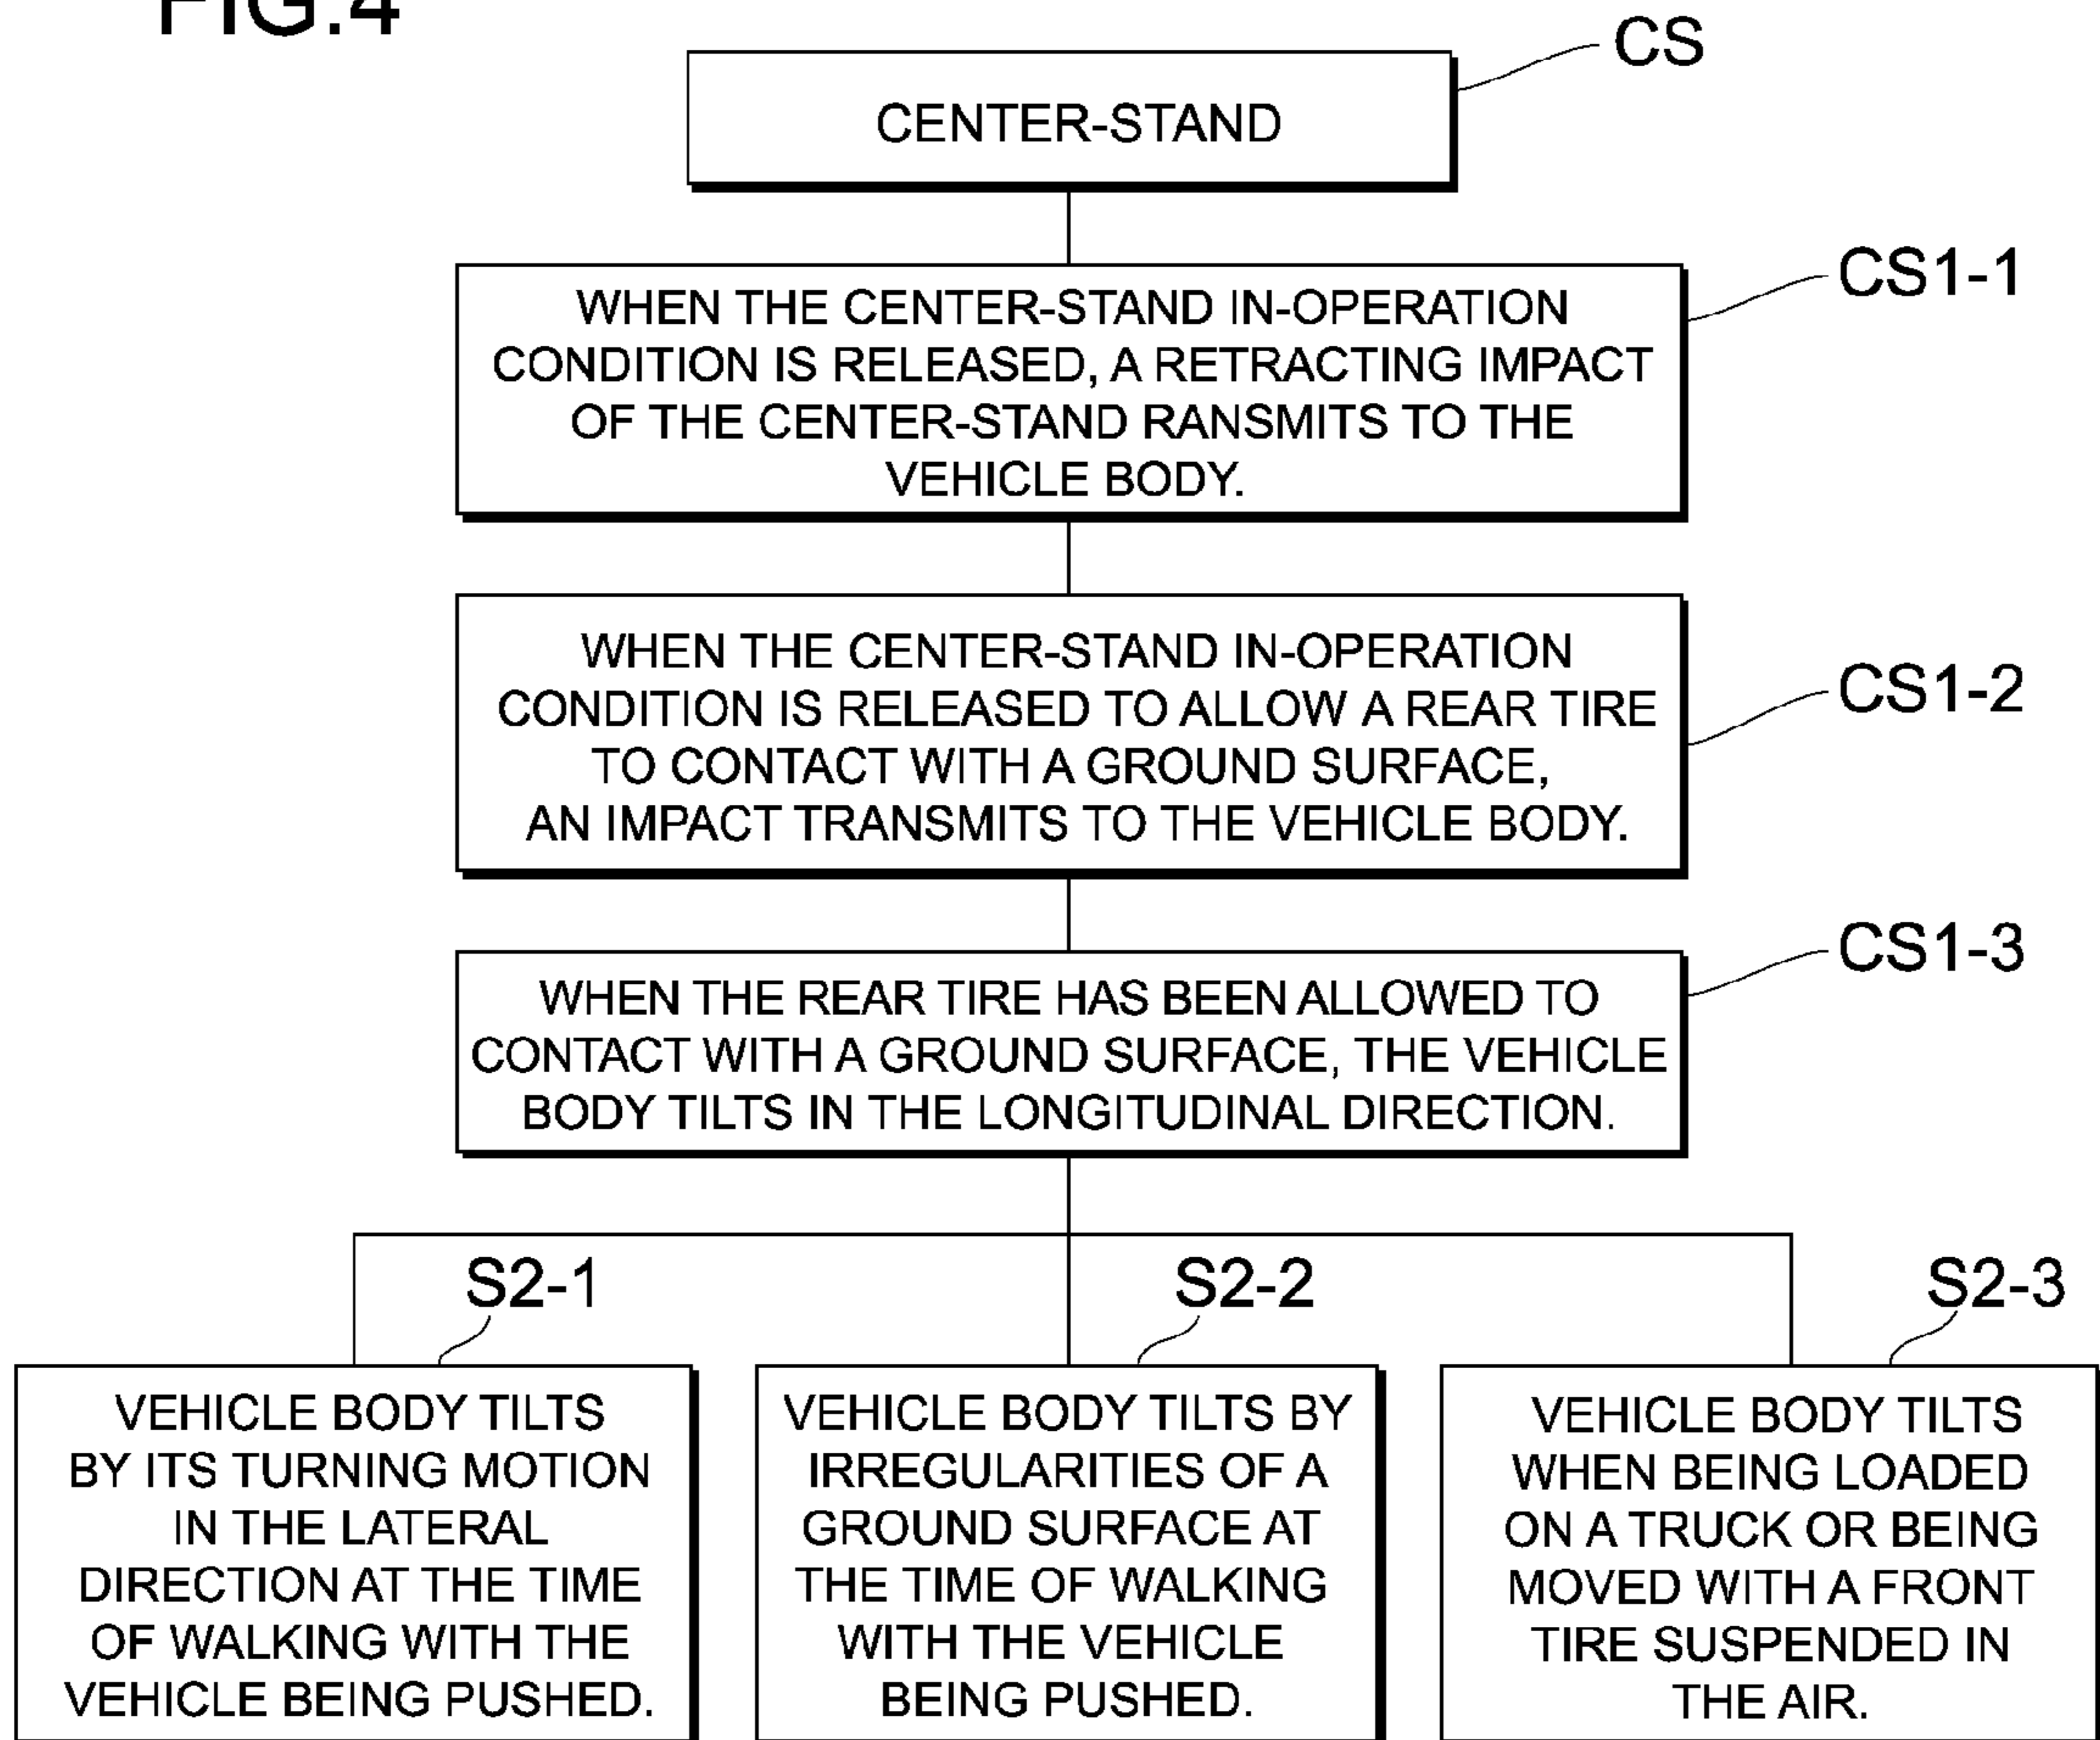 FIG.4
CS
CENTER-STAND
CS1-1
WHEN THE CENTER-STAND IN-OPERATION
CONDITION IS RELEASED, A RETRACTING IMPACT
OF THE CENTER-STAND RANSMITS TO THE
VEHICLE BODY.
CS1-2
WHEN THE CENTER-STAND IN-OPERATION
CONDITION IS RELEASED TO ALLOW A REAR TIRE
TO CONTACT WITH A GROUND SURFACE,
AN IMPACT TRANSMITS TO THE VEHICLE BODY.
CS1-3
WHEN THE REAR TIRE HAS BEEN ALLOWED TO
CONTACT WITH A GROUND SURFACE, THE VEHICLE
BODY TILTS IN THE LONGITUDINAL DIRECTION.
S2-1
VEHICLE BODY TILTS
BY ITS TURNING MOTION
IN THE LATERAL
DIRECTION AT THE TIME
OF WALKING WITH THE
VEHICLE BEING PUSHED.
S2-2
VEHICLE BODY TILTS BY
IRREGULARITIES OF A
GROUND SURFACE AT
THE TIME OF WALKING
WITH THE VEHICLE
BEING PUSHED.
S2-3
VEHICLE BODY TILTS
WHEN BEING LOADED
ON A TRUCK OR BEING
MOVED WITH A FRONT
TIRE SUSPENDED IN
THE AIR.